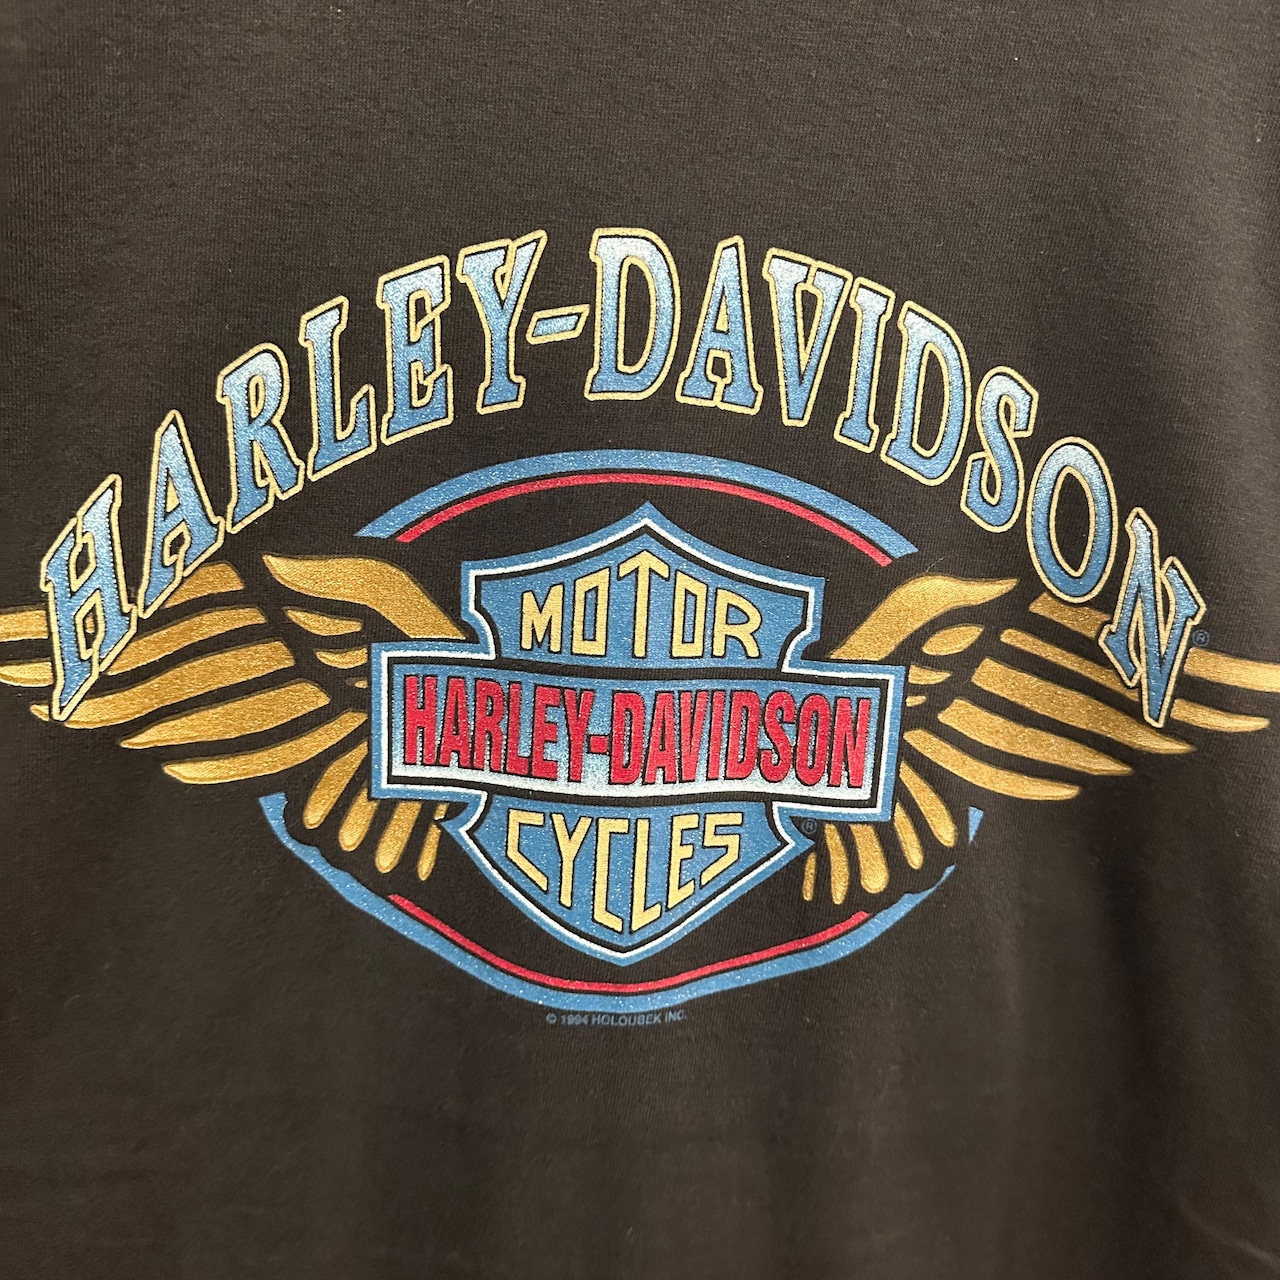 HARLEY-DAVIDSON®
MOTOR
HARLEY-DAVIDSON
CYCLES®
© 1994 HOLOUBEK INC.